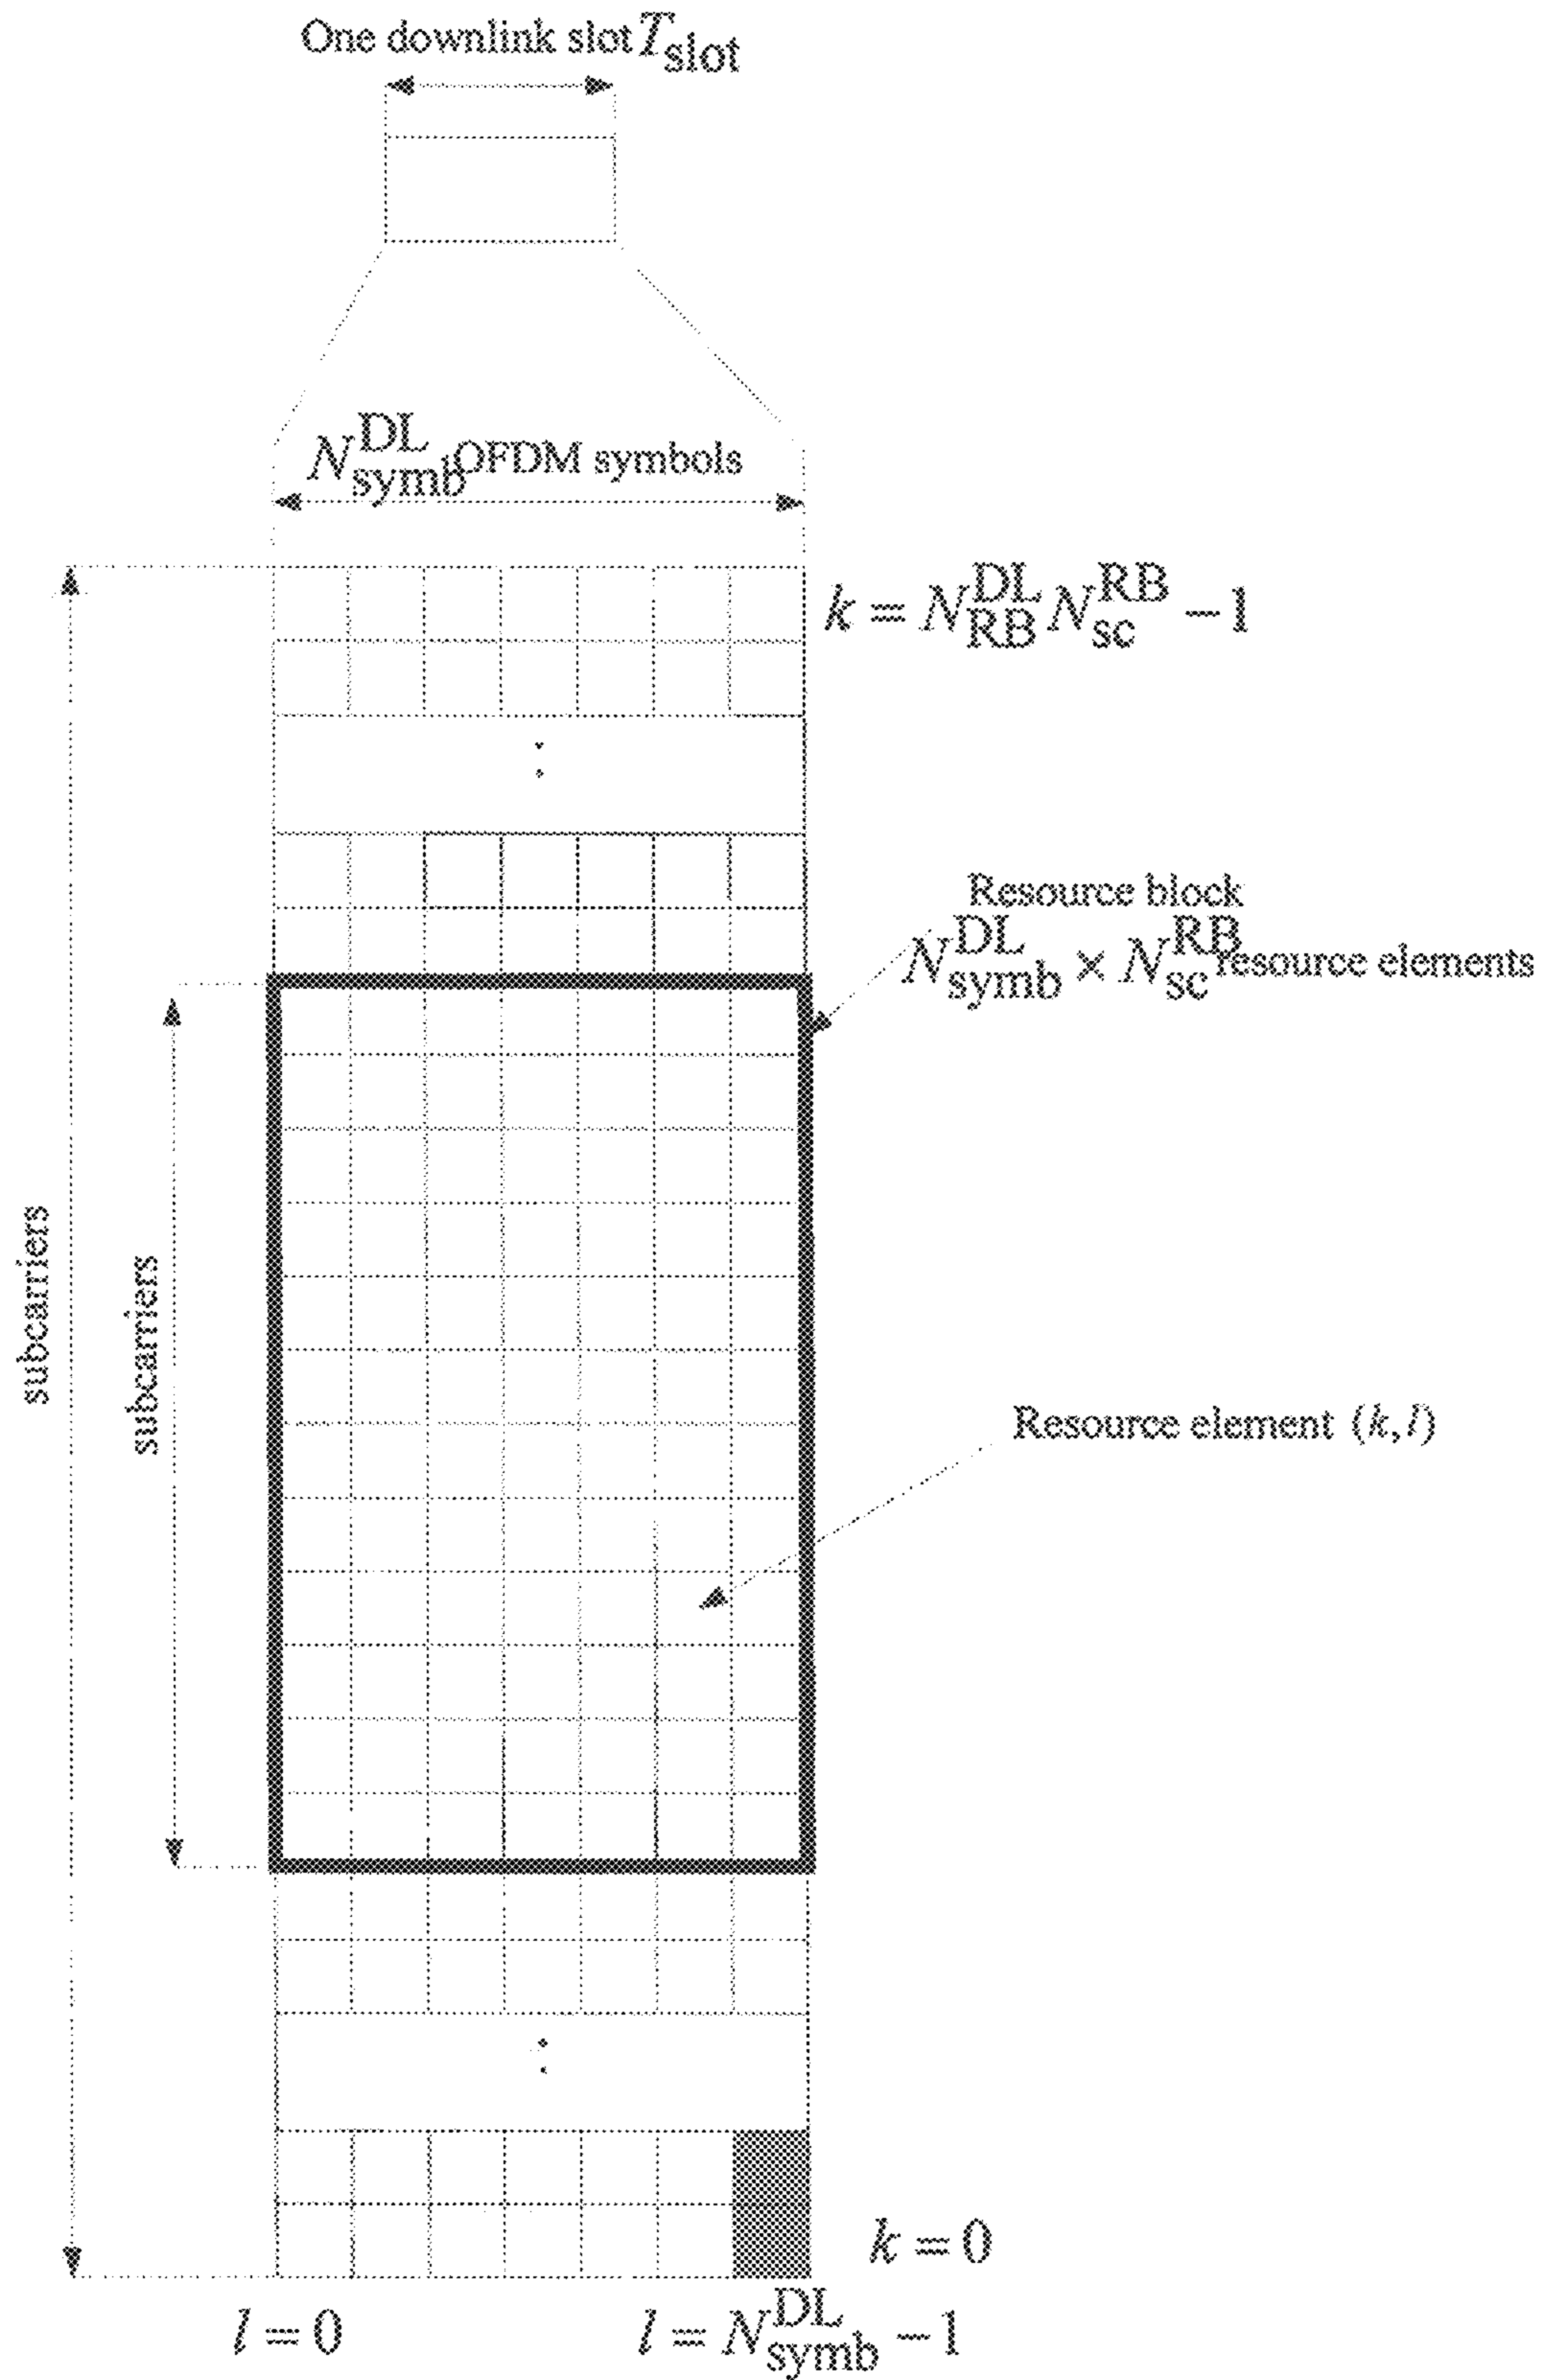 One downlink slot T_slot
N_symb^DL OFDM symbols
k = N_RB^DL N_sc^RB − 1
Resource block
N_symb^DL × N_sc^RB resource elements
subcarriers
subcarriers
Resource element (k, l)
k = 0
l = 0
l = N_symb^DL − 1